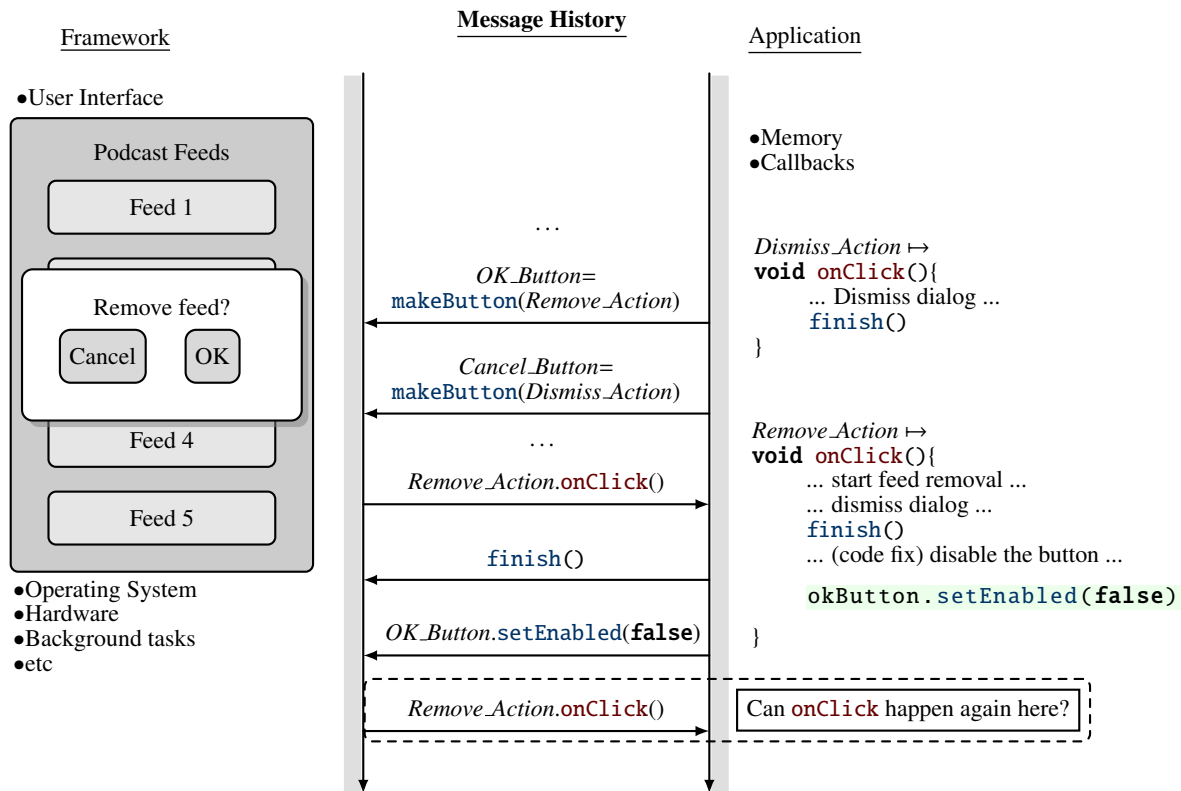 Framework
•User Interface
Podcast Feeds
Feed 1
Remove feed?
Cancel
OK
Feed 4
Feed 5
•Operating System
•Hardware
•Background tasks
•etc
Message History
...
OK_Button=
makeButton(Remove_Action)
Cancel_Button=
makeButton(Dismiss_Action)
...
Remove_Action.onClick()
finish()
OK_Button.setEnabled(false)
Remove_Action.onClick()
Application
•Memory
•Callbacks
Dismiss_Action ↦
void onClick(){
... Dismiss dialog ...
finish()
}
Remove_Action ↦
void onClick(){
... start feed removal ...
... dismiss dialog ...
finish()
... (code fix) disable the button ...
okButton.setEnabled(false)
}
Can onClick happen again here?